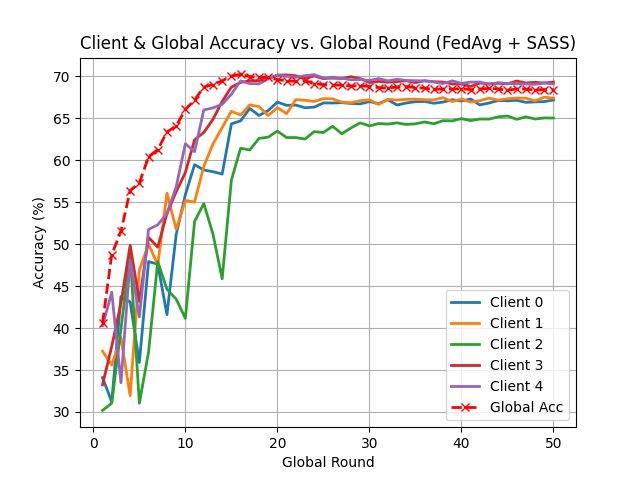 Client & Global Accuracy vs. Global Round (FedAvg + SASS)
Accuracy (%)
70
65
60
55
50
45
40
35
30
0
10
20
30
40
50
Global Round
Client 0
Client 1
Client 2
Client 3
Client 4
Global Acc